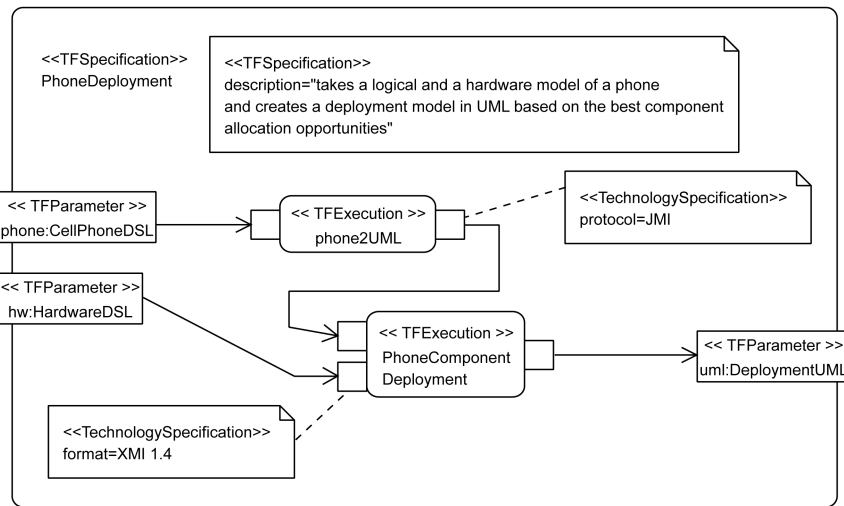 <<TFSpecification>>
PhoneDeployment
<<TFSpecification>>
description="takes a logical and a hardware model of a phone
and creates a deployment model in UML based on the best component
allocation opportunities"
<< TFParameter >>
phone:CellPhoneDSL
<< TFExecution >>
phone2UML
<<TechnologySpecification>>
protocol=JMI
<< TFParameter >>
hw:HardwareDSL
<< TFExecution >>
PhoneComponent
Deployment
<< TFParameter >>
uml:DeploymentUML
<<TechnologySpecification>>
format=XMI 1.4